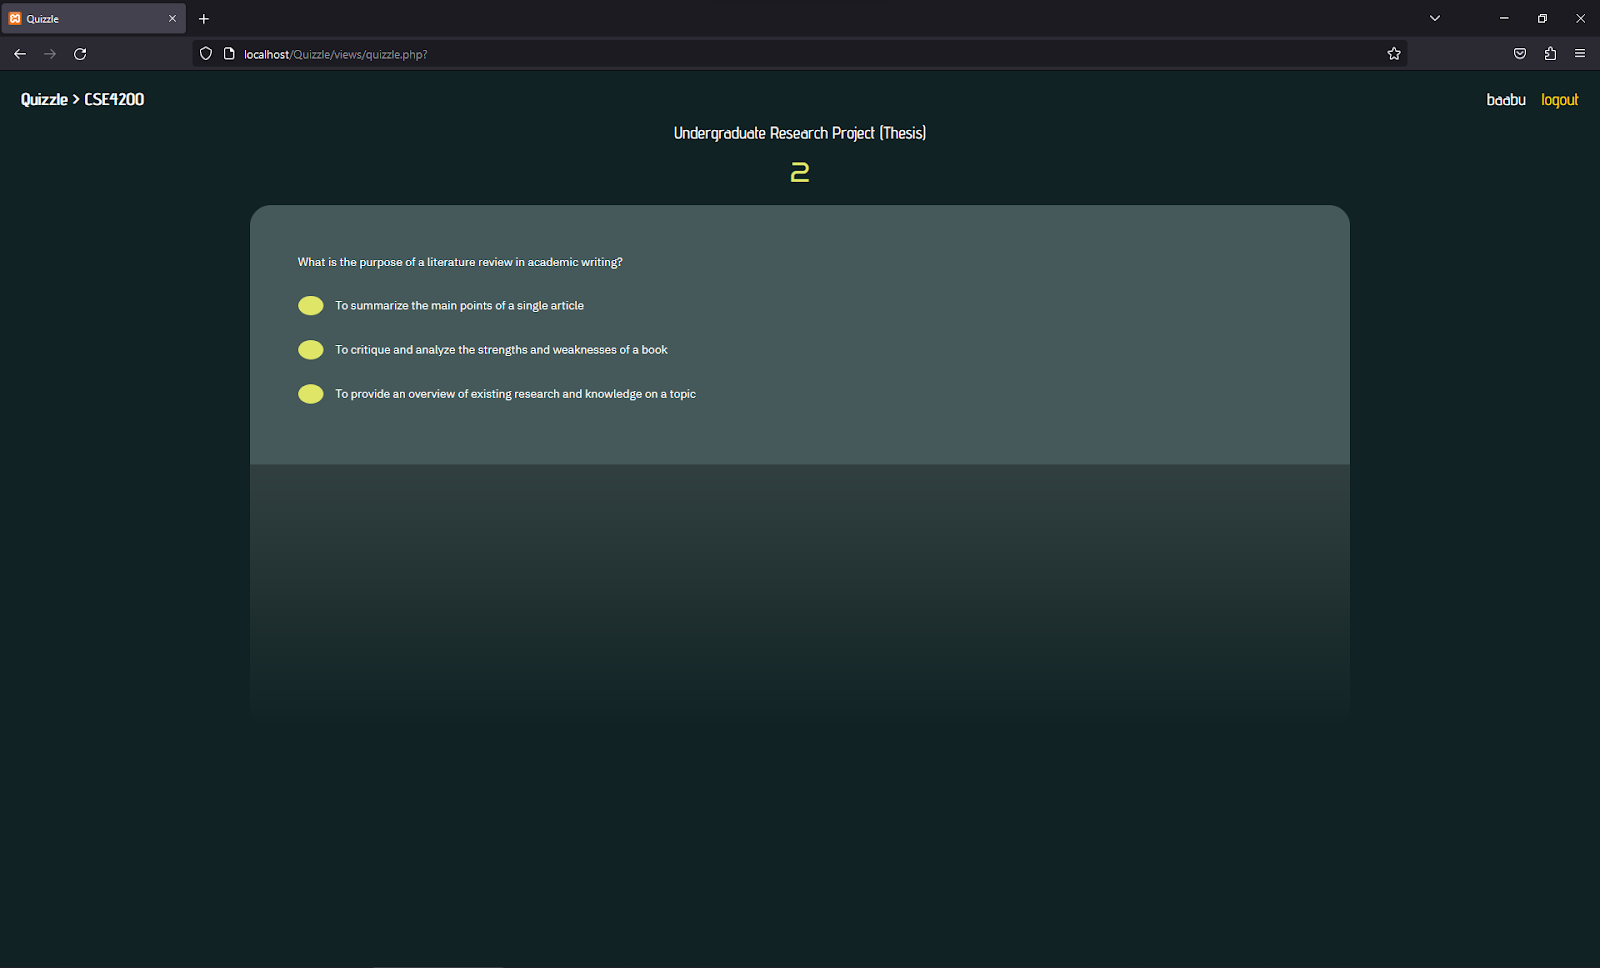 Quizzle
localhost/Quizzle/views/quizzle.php?
Quizzle > CSE4200
baabu logout
Undergraduate Research Project (Thesis)
2
What is the purpose of a literature review in academic writing?
To summarize the main points of a single article
To critique and analyze the strengths and weaknesses of a book
To provide an overview of existing research and knowledge on a topic